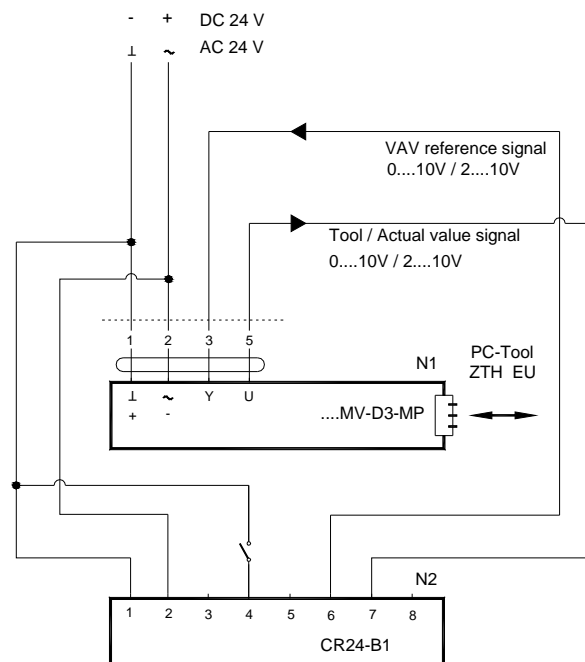 - + DC 24 V
⊥ ~ AC 24 V
VAV reference signal
0....10V / 2....10V
Tool / Actual value signal
0....10V / 2....10V
1 2 3 5
N1
PC-Tool
ZTH EU
⊥ ~ Y U
+ -
....MV-D3-MP
N2
1 2 3 4 5 6 7 8
CR24-B1